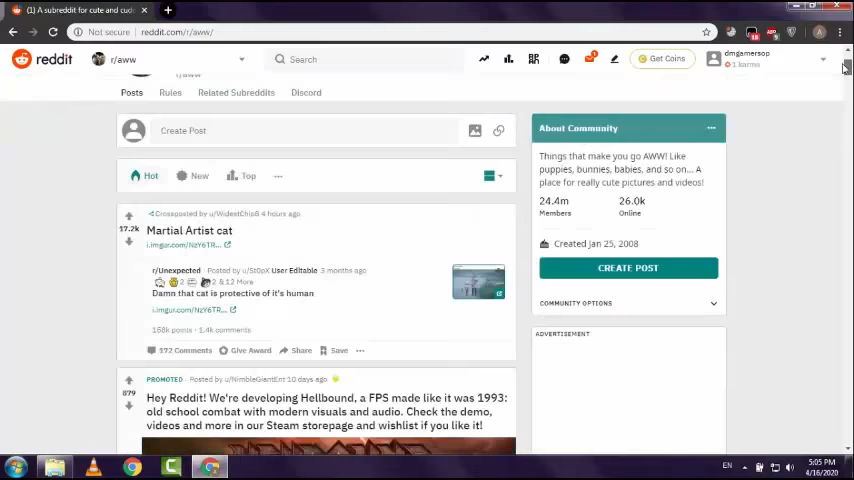 (1) A subreddit for cute and cudd
Not secure | reddit.com/r/aww/
reddit
r/aww
Search
Get Coins
dmgamersop
1 karma
r/aww
Posts
Rules
Related Subreddits
Discord
Create Post
Hot
New
Top
About Community
Things that make you go AWW! Like
puppies, bunnies, babies, and so on... A
place for really cute pictures and videos!
24.4m
Members
26.0k
Online
Created Jan 25, 2008
CREATE POST
COMMUNITY OPTIONS
ADVERTISEMENT
17.2k
Crossposted by u/WidestChip8 4 hours ago
Martial Artist cat
i.imgur.com/NzY6TR...
r/Unexpected · Posted by u/St0pX User Editable 3 months ago
2 2 2 & 12 More
Damn that cat is protective of it's human
i.imgur.com/NzY6TR...
158k points · 1.4k comments
172 Comments
Give Award
Share
Save
879
PROMOTED · Posted by u/NimbleGiantEnt 10 days ago
Hey Reddit! We're developing Hellbound, a FPS made like it was 1993:
old school combat with modern visuals and audio. Check the demo,
videos and more in our Steam storepage and wishlist if you like it!
EN
5:05 PM
4/16/2020